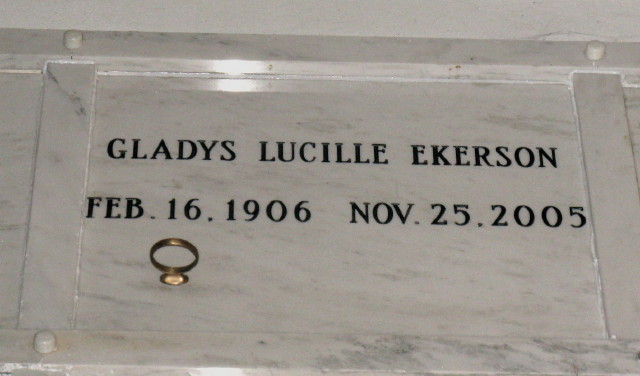 GLADYS LUCILLE EKERSON
FEB. 16, 1906 NOV. 25, 2005